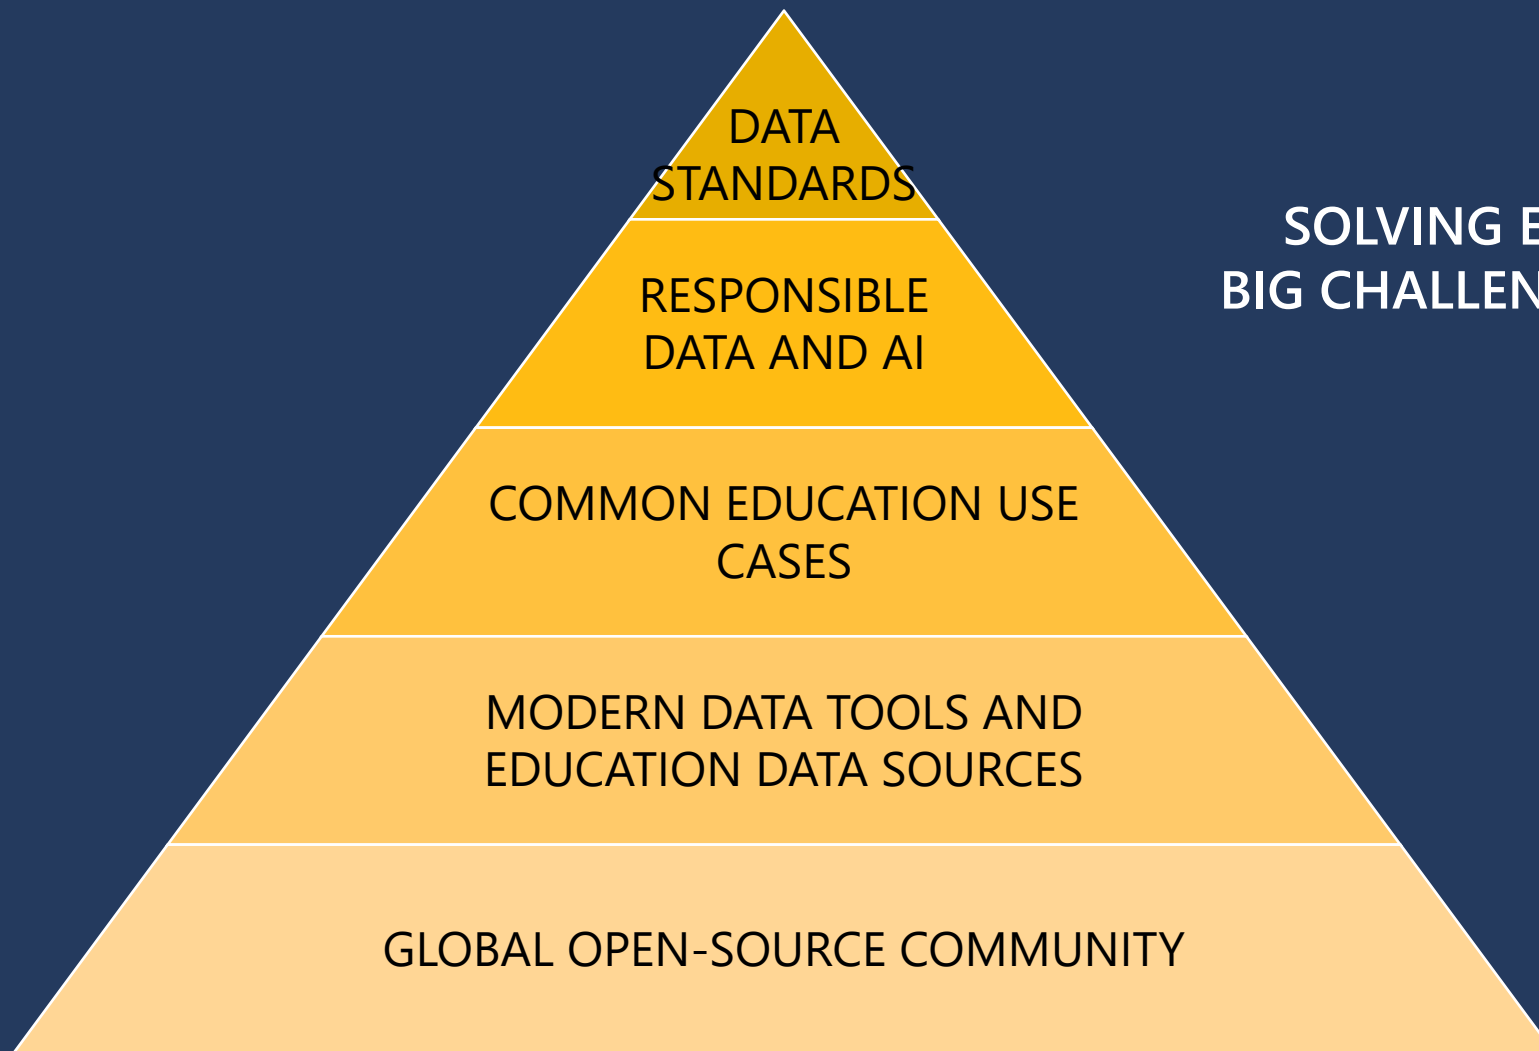 DATA
STANDARDS
RESPONSIBLE
DATA AND AI
COMMON EDUCATION USE
CASES
MODERN DATA TOOLS AND
EDUCATION DATA SOURCES
GLOBAL OPEN-SOURCE COMMUNITY
SOLVING
BIG